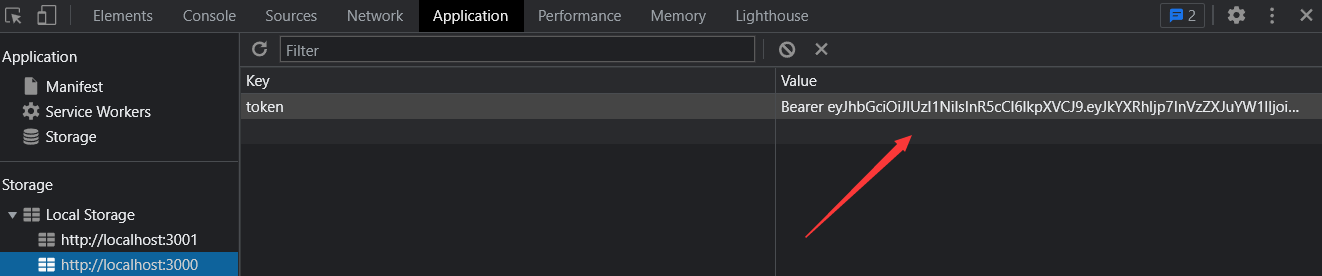 Elements Console Sources Network Application Performance Memory Lighthouse 2
Application
Manifest
Service Workers
Storage
Storage
Local Storage
http://localhost:3001
http://localhost:3000
Filter
Key Value
token Bearer eyJhbGciOiJIUzI1NiIsInR5cCI6IkpXVCJ9.eyJkYXRhIjp7InVzZXJuYW1lIjoi...